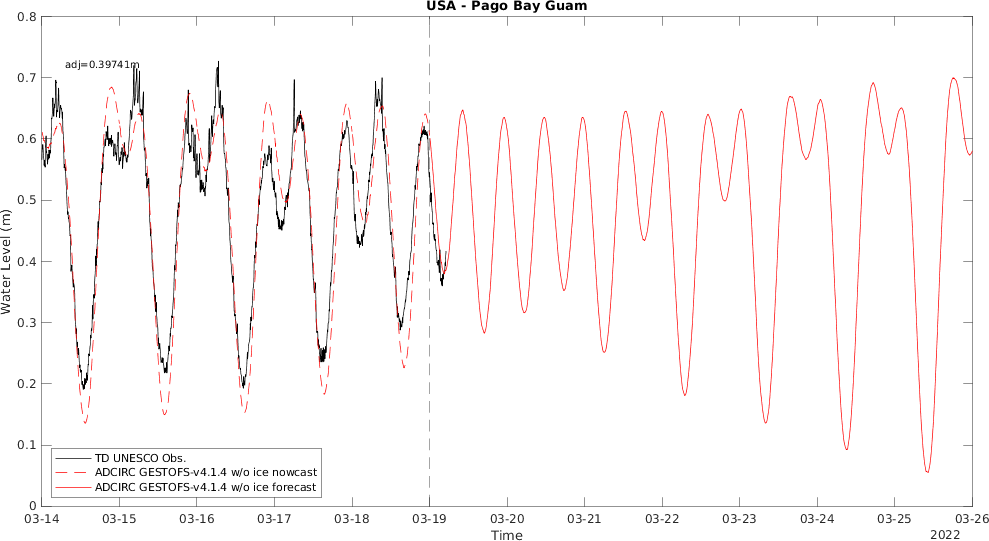 USA - Pago Bay Guam
adj=0.39741m
Water Level (m)
0.8
0.7
0.6
0.5
0.4
0.3
0.2
0.1
0
TD UNESCO Obs.
ADCIRC GESTOFS-v4.1.4 w/o ice nowcast
ADCIRC GESTOFS-v4.1.4 w/o ice forecast
03-14 03-15 03-16 03-17 03-18 03-19 03-20 03-21 03-22 03-23 03-24 03-25 03-26
Time
2022